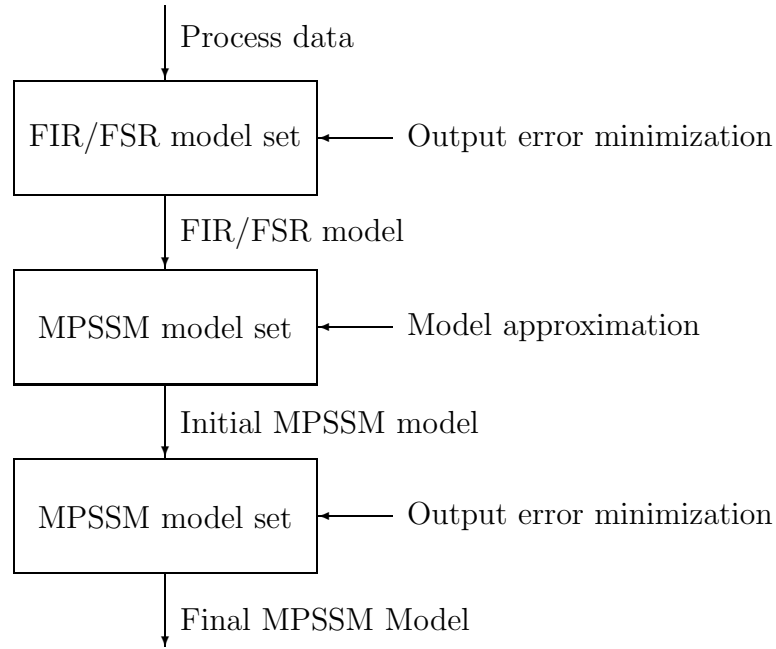 Process data
FIR/FSR model set
Output error minimization
FIR/FSR model
MPSSM model set
Model approximation
Initial MPSSM model
MPSSM model set
Output error minimization
Final MPSSM Model